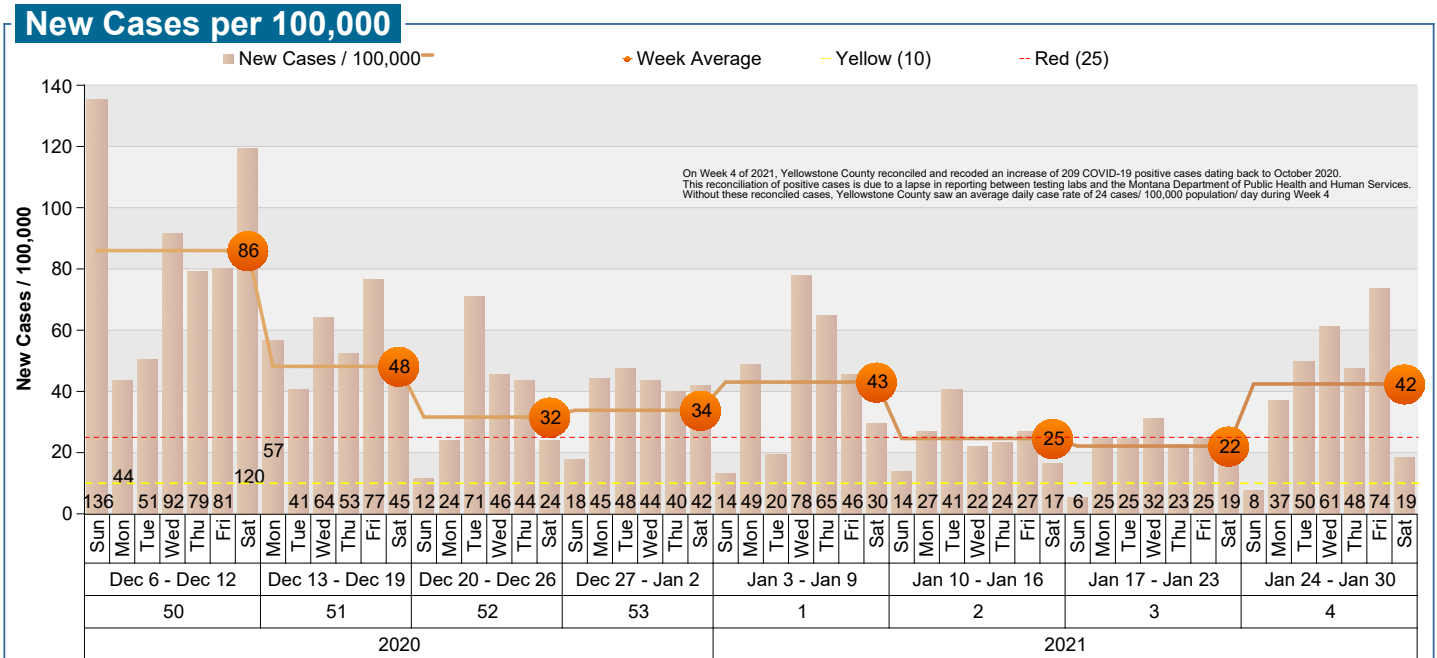 New Cases per 100,000
New Cases / 100,000 Week Average Yellow (10) Red (25)
New Cases / 100,000
140
120
100
80
60
40
20
0
On Week 4 of 2021, Yellowstone County reconciled and recoded an increase of 209 COVID-19 positive cases dating back to October 2020.
This reconciliation of positive cases is due to a lapse in reporting between testing labs and the Montana Department of Public Health and Human Services.
Without these reconciled cases, Yellowstone County saw an average daily case rate of 24 cases/ 100,000 population/ day during Week 4
86 48 32 34 43 25 22 42
136 44 51 92 79 81 120 57 41 64 53 77 45 12 24 71 46 44 24 18 45 48 44 40 42 14 49 20 78 65 46 30 14 27 41 22 24 27 17 6 25 25 32 23 25 19 8 37 50 61 48 74 19
Sun Mon Tue Wed Thu Fri Sat Mon Tue Wed Thu Fri Sat Sun Mon Tue Wed Thu Sat Sun Mon Tue Wed Thu Sat Sun Mon Tue Wed Thu Fri Sat Sun Mon Tue Wed Thu Fri Sat Sun Mon Tue Wed Thu Fri Sat Sun Mon Tue Wed Thu Fri Sat
Dec 6 - Dec 12 Dec 13 - Dec 19 Dec 20 - Dec 26 Dec 27 - Jan 2 Jan 3 - Jan 9 Jan 10 - Jan 16 Jan 17 - Jan 23 Jan 24 - Jan 30
50 51 52 53 1 2 3 4
2020 2021